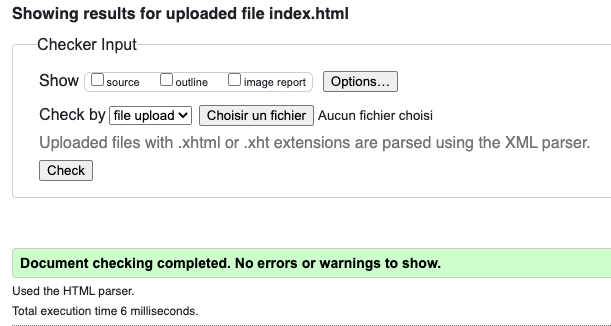 Showing results for uploaded file index.html
Checker Input
Show source outline image report Options...
Check by file upload Choisir un fichier Aucun fichier choisi
Uploaded files with .xhtml or .xht extensions are parsed using the XML parser.
Check
Document checking completed. No errors or warnings to show.
Used the HTML parser.
Total execution time 6 milliseconds.